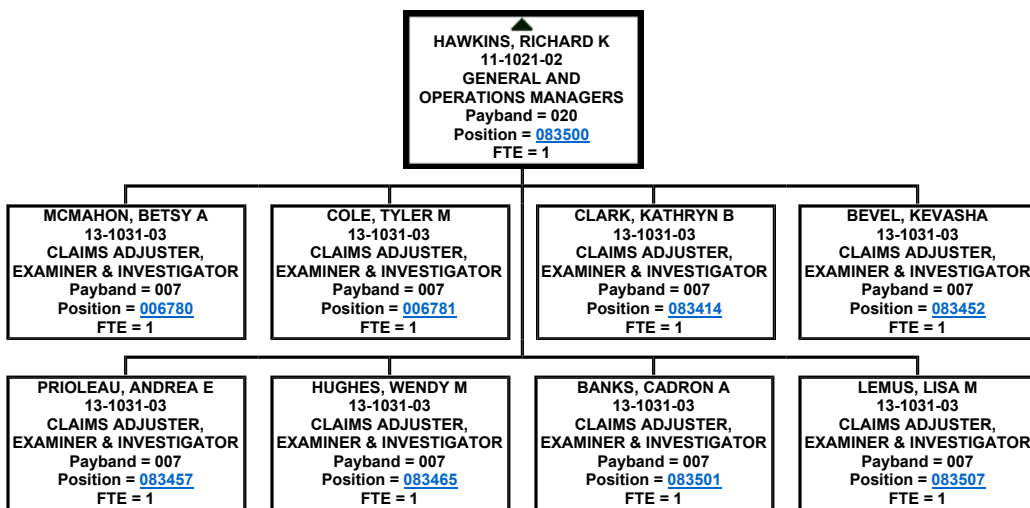 HAWKINS, RICHARD K
11-1021-02
GENERAL AND
OPERATIONS MANAGERS
Payband = 020
Position = 083500
FTE = 1
MCMAHON, BETSY A
13-1031-03
CLAIMS ADJUSTER,
EXAMINER & INVESTIGATOR
Payband = 007
Position = 006780
FTE = 1
COLE, TYLER M
13-1031-03
CLAIMS ADJUSTER,
EXAMINER & INVESTIGATOR
Payband = 007
Position = 006781
FTE = 1
CLARK, KATHRYN B
13-1031-03
CLAIMS ADJUSTER,
EXAMINER & INVESTIGATOR
Payband = 007
Position = 083414
FTE = 1
BEVEL, KEVASHA
13-1031-03
CLAIMS ADJUSTER,
EXAMINER & INVESTIGATOR
Payband = 007
Position = 083452
FTE = 1
PRIOLEAU, ANDREA E
13-1031-03
CLAIMS ADJUSTER,
EXAMINER & INVESTIGATOR
Payband = 007
Position = 083457
FTE = 1
HUGHES, WENDY M
13-1031-03
CLAIMS ADJUSTER,
EXAMINER & INVESTIGATOR
Payband = 007
Position = 083465
FTE = 1
BANKS, CADRON A
13-1031-03
CLAIMS ADJUSTER,
EXAMINER & INVESTIGATOR
Payband = 007
Position = 083501
FTE = 1
LEMUS, LISA M
13-1031-03
CLAIMS ADJUSTER,
EXAMINER & INVESTIGATOR
Payband = 007
Position = 083507
FTE = 1